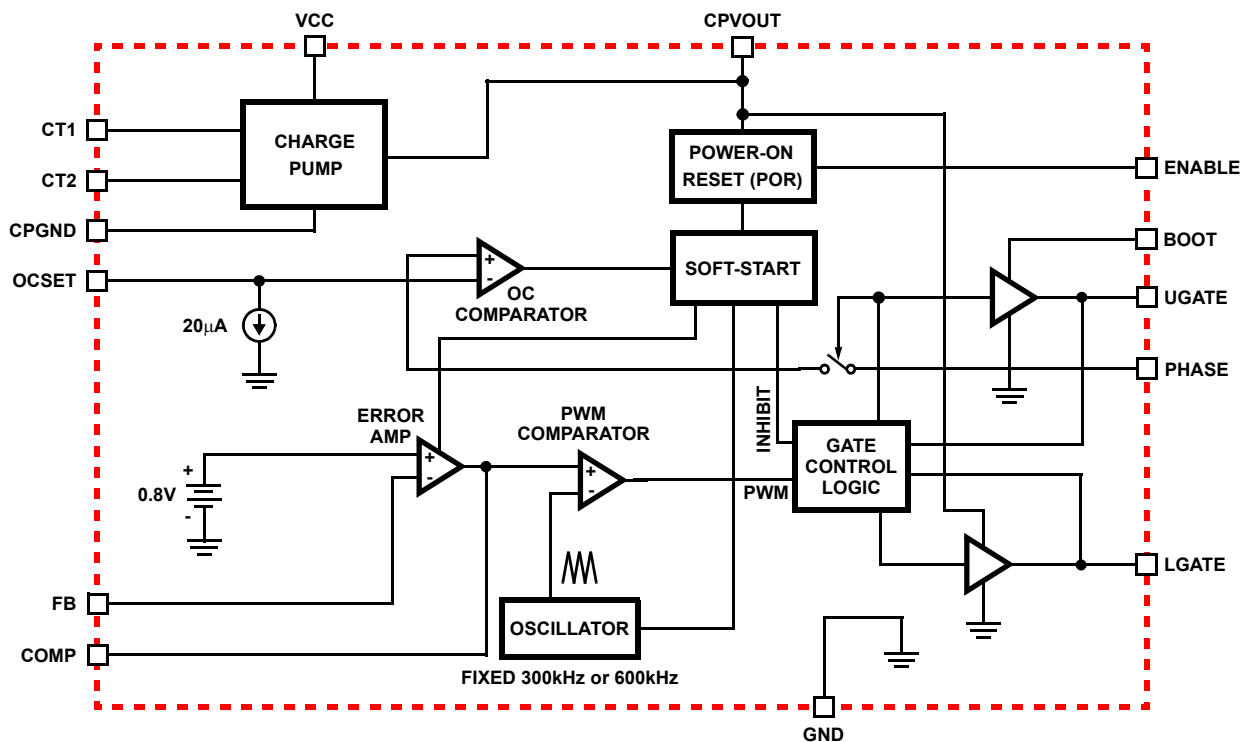 VCC
CPVOUT
CT1
CHARGE
PUMP
CT2
CPGND
POWER-ON
RESET (POR)
ENABLE
BOOT
OCSET
+
-
OC
COMPARATOR
SOFT-START
UGATE
20µA
PHASE
ERROR
AMP
PWM
COMPARATOR
INHIBIT
GATE
CONTROL
LOGIC
+
0.8V
-
+
-
+
-
PWM
LGATE
FB
OSCILLATOR
COMP
FIXED 300kHz or 600kHz
GND